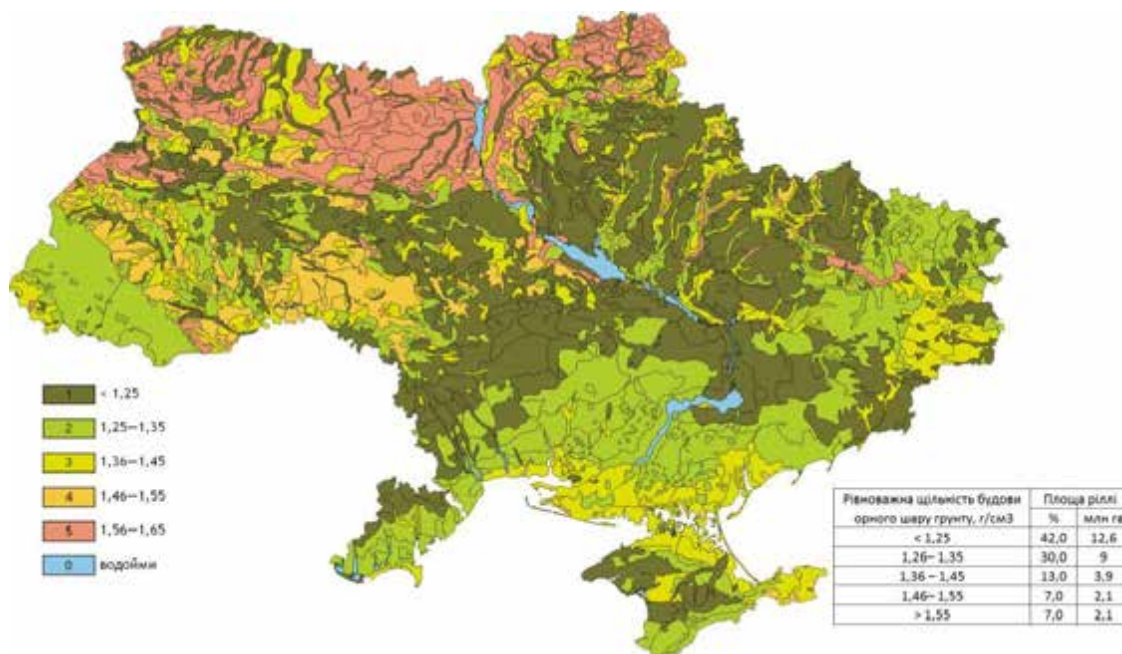 1 < 1,25
2 1,25−1,35
3 1,36−1,45
4 1,46−1,55
5 1,56−1,65
0 водойми
Рівноважна щільність будови орного шару грунту, г/см3 Площа ріллі
% млн га
< 1,25 42,0 12,6
1,26− 1,35 30,0 9
1,36 − 1,45 13,0 3,9
1,46− 1,55 7,0 2,1
> 1,55 7,0 2,1